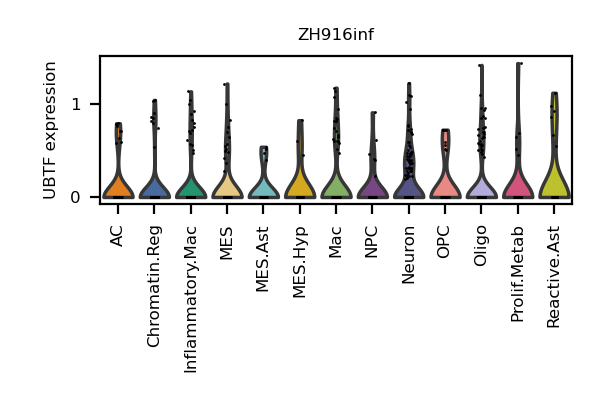 ZH916inf
UBTF expression
1
0
AC
Chromatin.Reg
Inflammatory.Mac
MES
MES.Ast
MES.Hyp
Mac
NPC
Neuron
OPC
Oligo
Prolif.Metab
Reactive.Ast